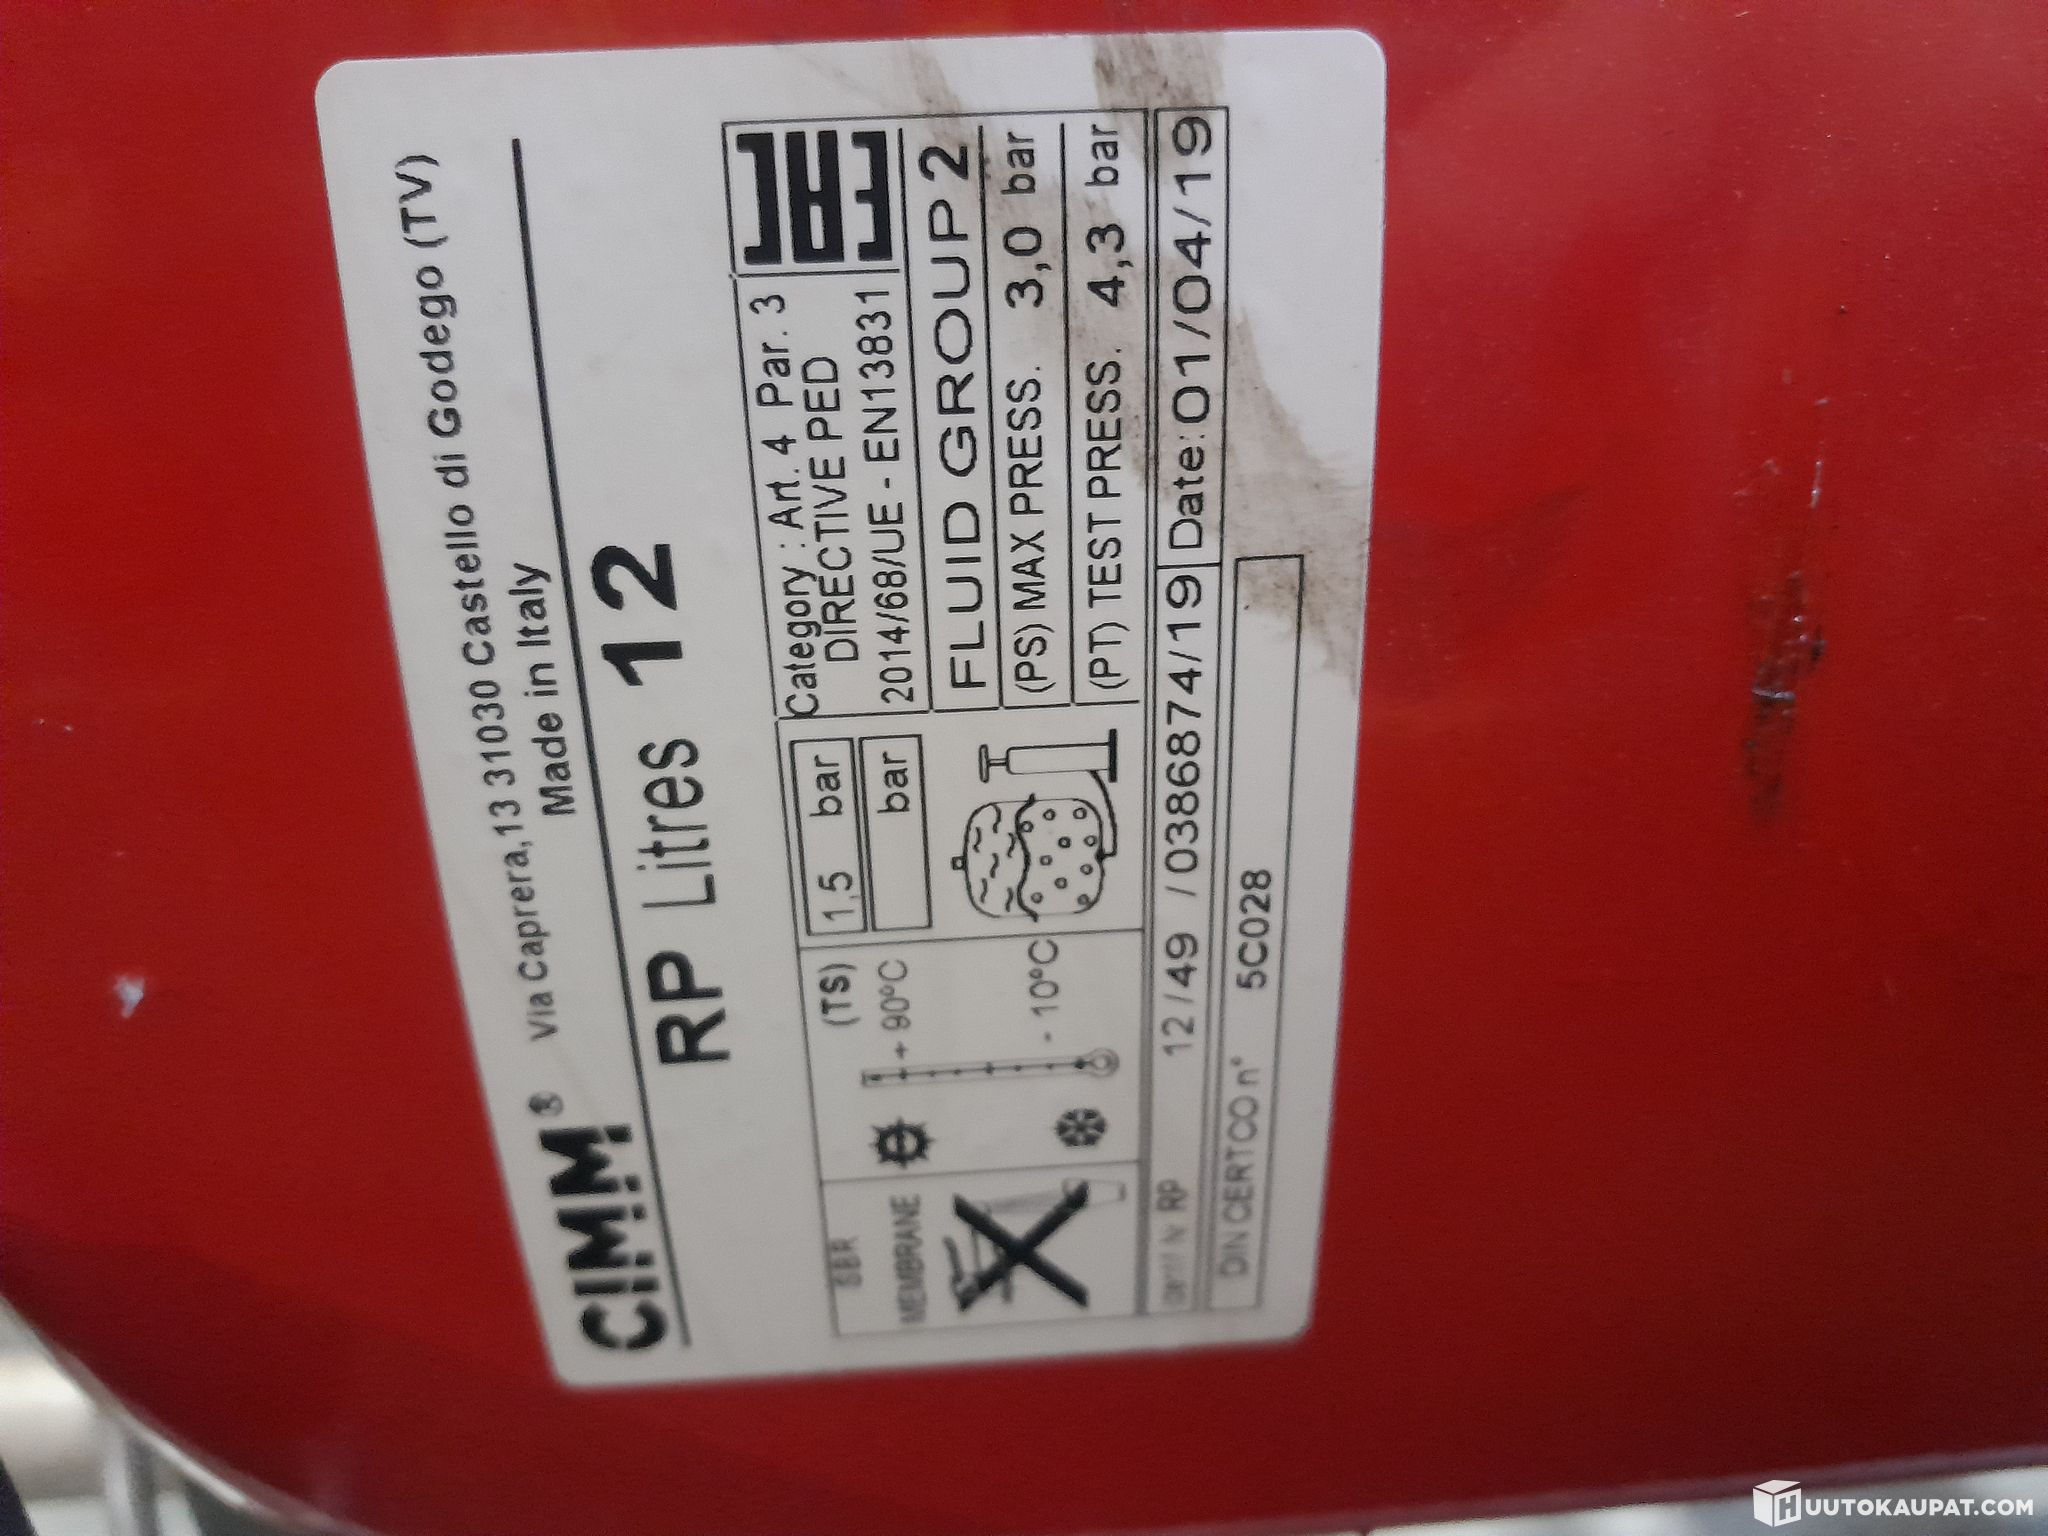 CIMM® Via Caprera,13 31030 Castello di Godego (TV)
Made in Italy
RP Litres 12
SBR
MEMBRANE
(TS)
+ 90°C
- 10°C
1,5 bar
bar
Category : Art. 4 Par. 3
DIRECTIVE PED
2014/68/UE - EN13831
FLUID GROUP 2
(PS) MAX PRESS. 3,0 bar
(PT) TEST PRESS. 4,3 bar
RP 12/49 /0386874/19 Date:01/04/19
DIN CERTCO n° 5C028
HUUTOKAUPAT.COM